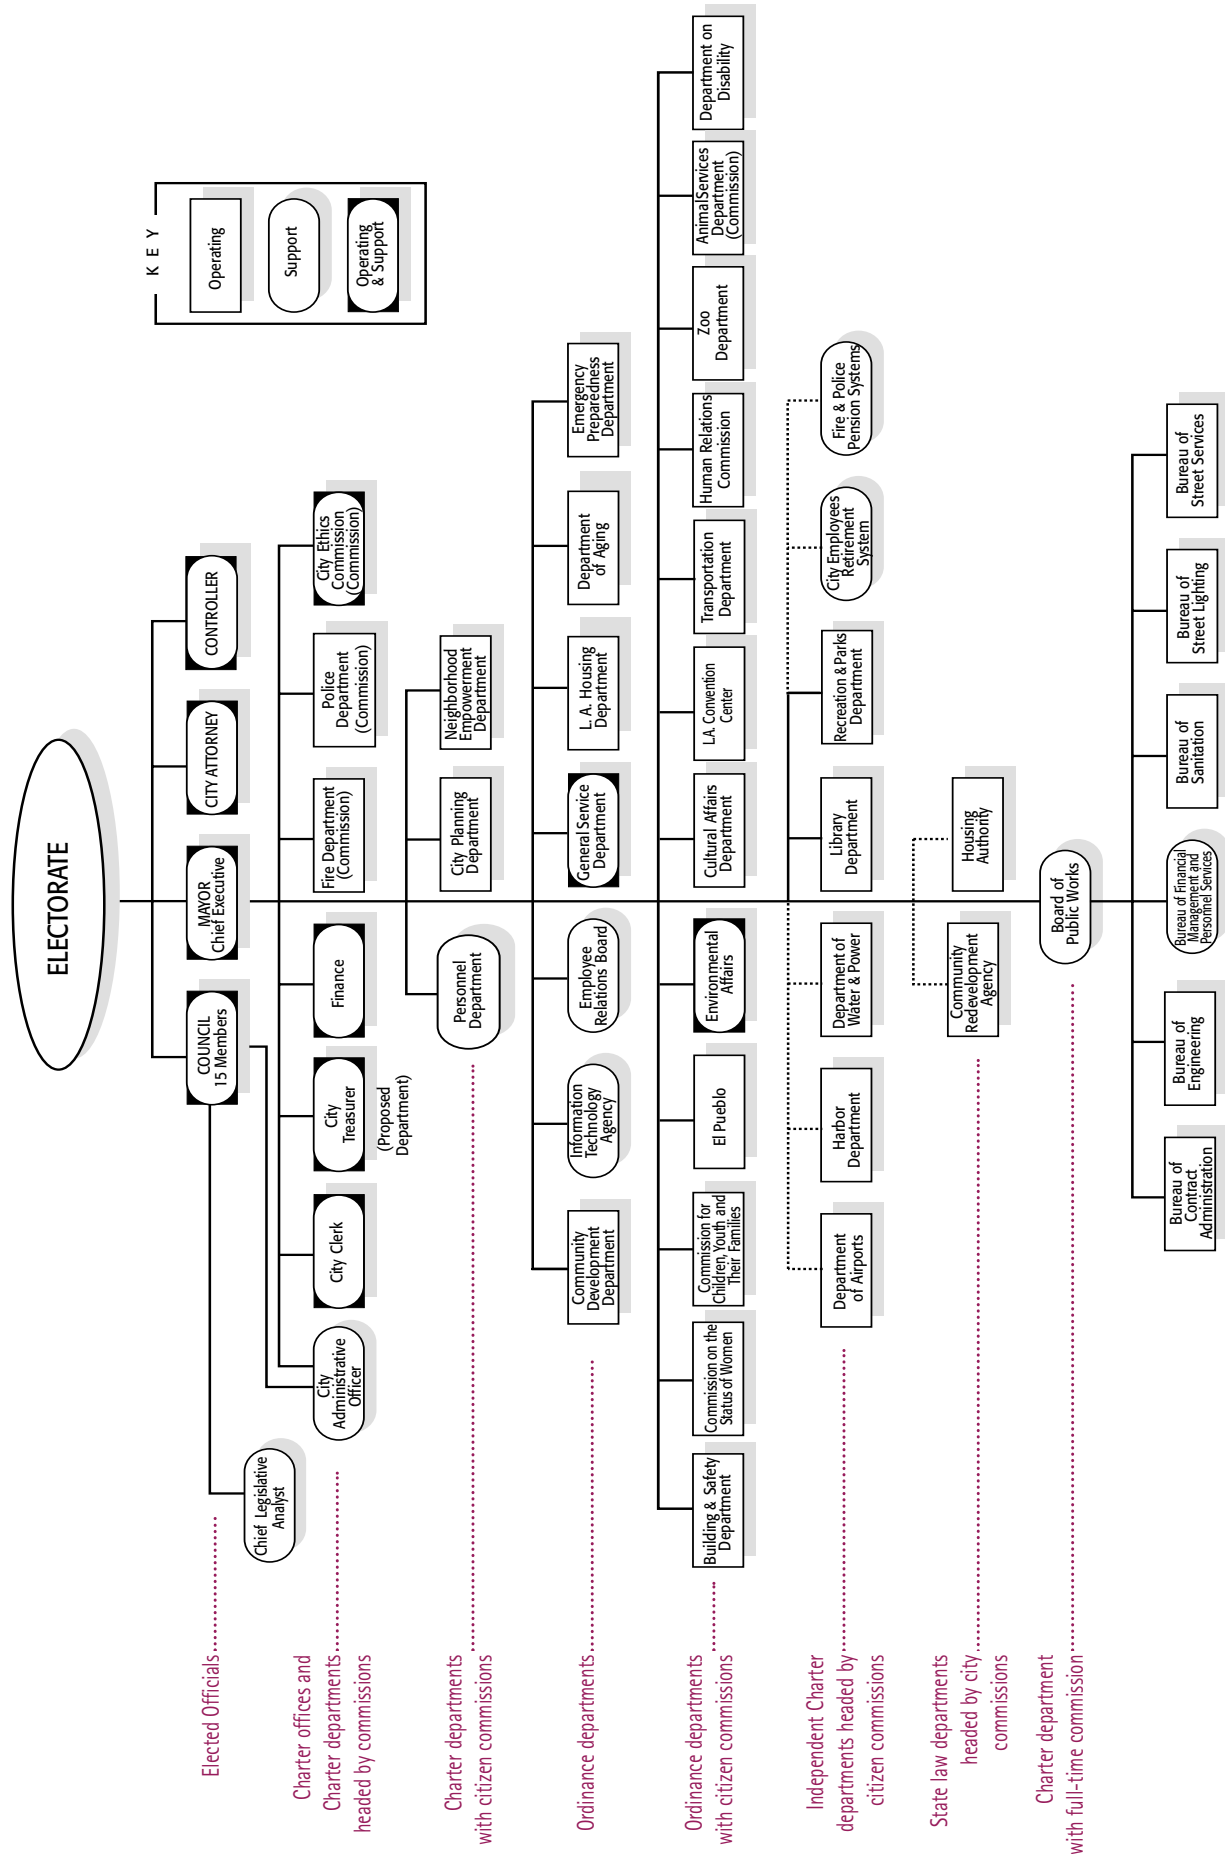 ELECTORATE
KEY
Operating
Support
Operating
& Support
Elected Officials
COUNCIL
15 Members
MAYOR
Chief Executive
CITY ATTORNEY
CONTROLLER
Chief Legislative
Analyst
Charter offices and
Charter departments
headed by commissions
City
Administrative
Officer
City Clerk
City
Treasurer
(Proposed
Department)
Finance
Fire Department
(Commission)
Police
Department
(Commission)
City Ethics
Commission
(Commission)
Charter departments
with citizen commissions
Personnel
Department
City Planning
Department
Neighborhood
Empowerment
Department
Ordinance departments
Community
Development
Department
Information
Technology
Agency
Employee
Relations Board
General Service
Department
L. A. Housing
Department
Department
of Aging
Emergency
Preparedness
Department
Ordinance departments
with citizen commissions
Building & Safety
Department
Commission on the
Status of Women
Commission for
Children, Youth and
Their Families
El Pueblo
Environmental
Affairs
Cultural Affairs
Department
L.A. Convention
Center
Transportation
Department
Human Relations
Commission
Zoo
Department
Animal Services
Department
(Commission)
Department on
Disability
Independent Charter
departments headed by
citizen commissions
Department
of Airports
Harbor
Department
Department of
Water & Power
Library
Department
Recreation & Parks
Department
City Employees
Retirement
System
Fire & Police
Pension Systems
State law departments
headed by city
commissions
Community
Redevelopment
Agency
Housing
Authority
Charter department
with full-time commission
Board of
Public Works
Bureau of
Contract
Administration
Bureau of
Engineering
Bureau of Financial
Management and
Personnel Services
Bureau of
Sanitation
Bureau of
Street Lighting
Bureau of
Street Services